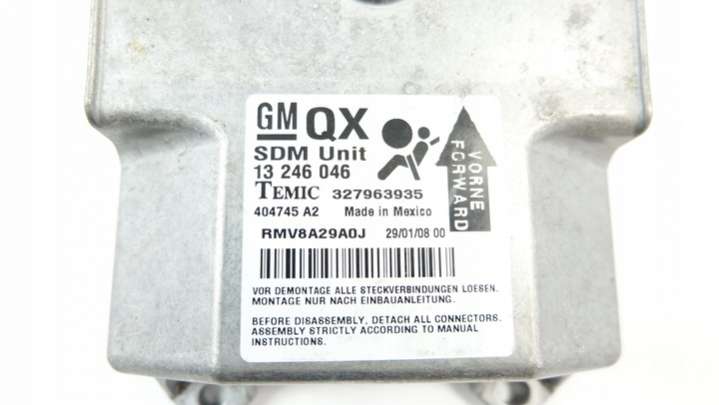 GM QX
SDM Unit
13 246 046
TEMIC 327963935
404745 A2 Made in Mexico
RMV8A29A0J 29/01/08 00
VORNE
FORWARD
VOR DEMONTAGE ALLE STECKVERBINDUNGEN LOESEN.
MONTAGE NUR NACH EINBAUANLEITUNG.
BEFORE DISASSEMBLY, DETACH ALL CONNECTORS.
ASSEMBLY STRICTLY ACCORDING TO MANUAL
INSTRUCTIONS.